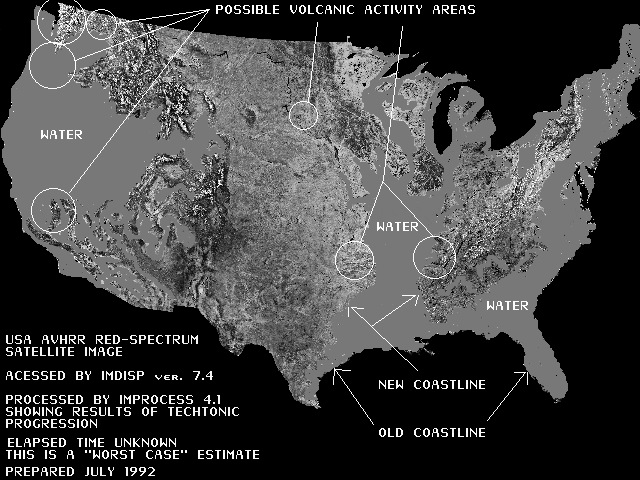 POSSIBLE VOLCANIC ACTIVITY AREAS
WATER
WATER
WATER
USA AVHRR RED-SPECTRUM
SATELLITE IMAGE
ACESSED BY IMDISP VER. 7.4
PROCESSED BY IMPROCESS 4.1
SHOWING RESULTS OF TECHTONIC
PROGRESSION
ELAPSED TIME UNKNOWN
THIS IS A "WORST CASE" ESTIMATE
PREPARED JULY 1992
NEW COASTLINE
OLD COASTLINE